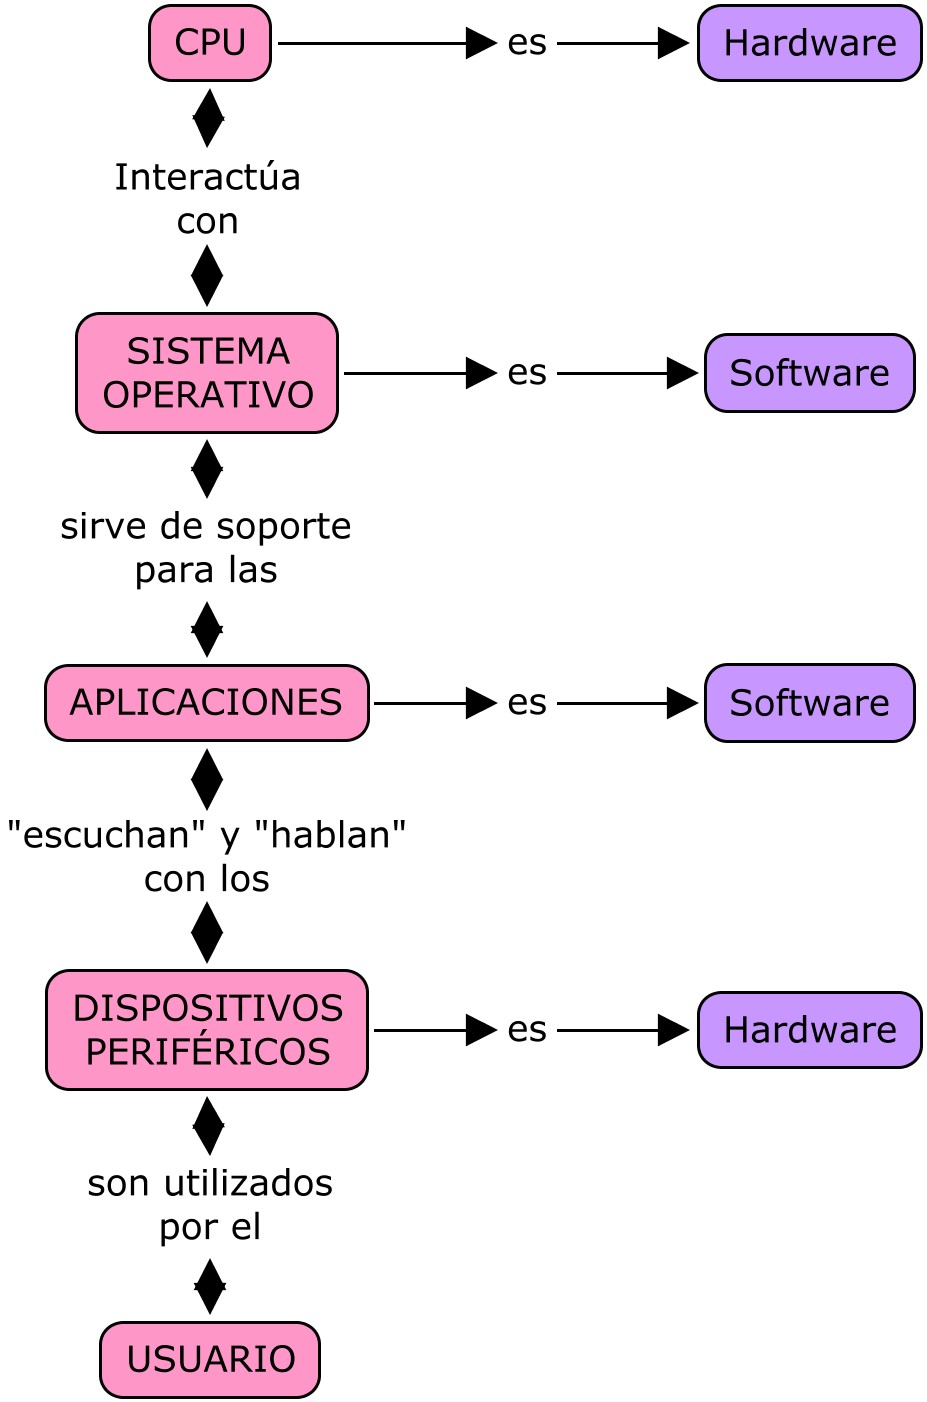 CPU es Hardware
Interactúa
con
SISTEMA
OPERATIVO
es Software
sirve de soporte
para las
APLICACIONES es Software
"escuchan" y "hablan"
con los
DISPOSITIVOS
PERIFÉRICOS
es Hardware
son utilizados
por el
USUARIO